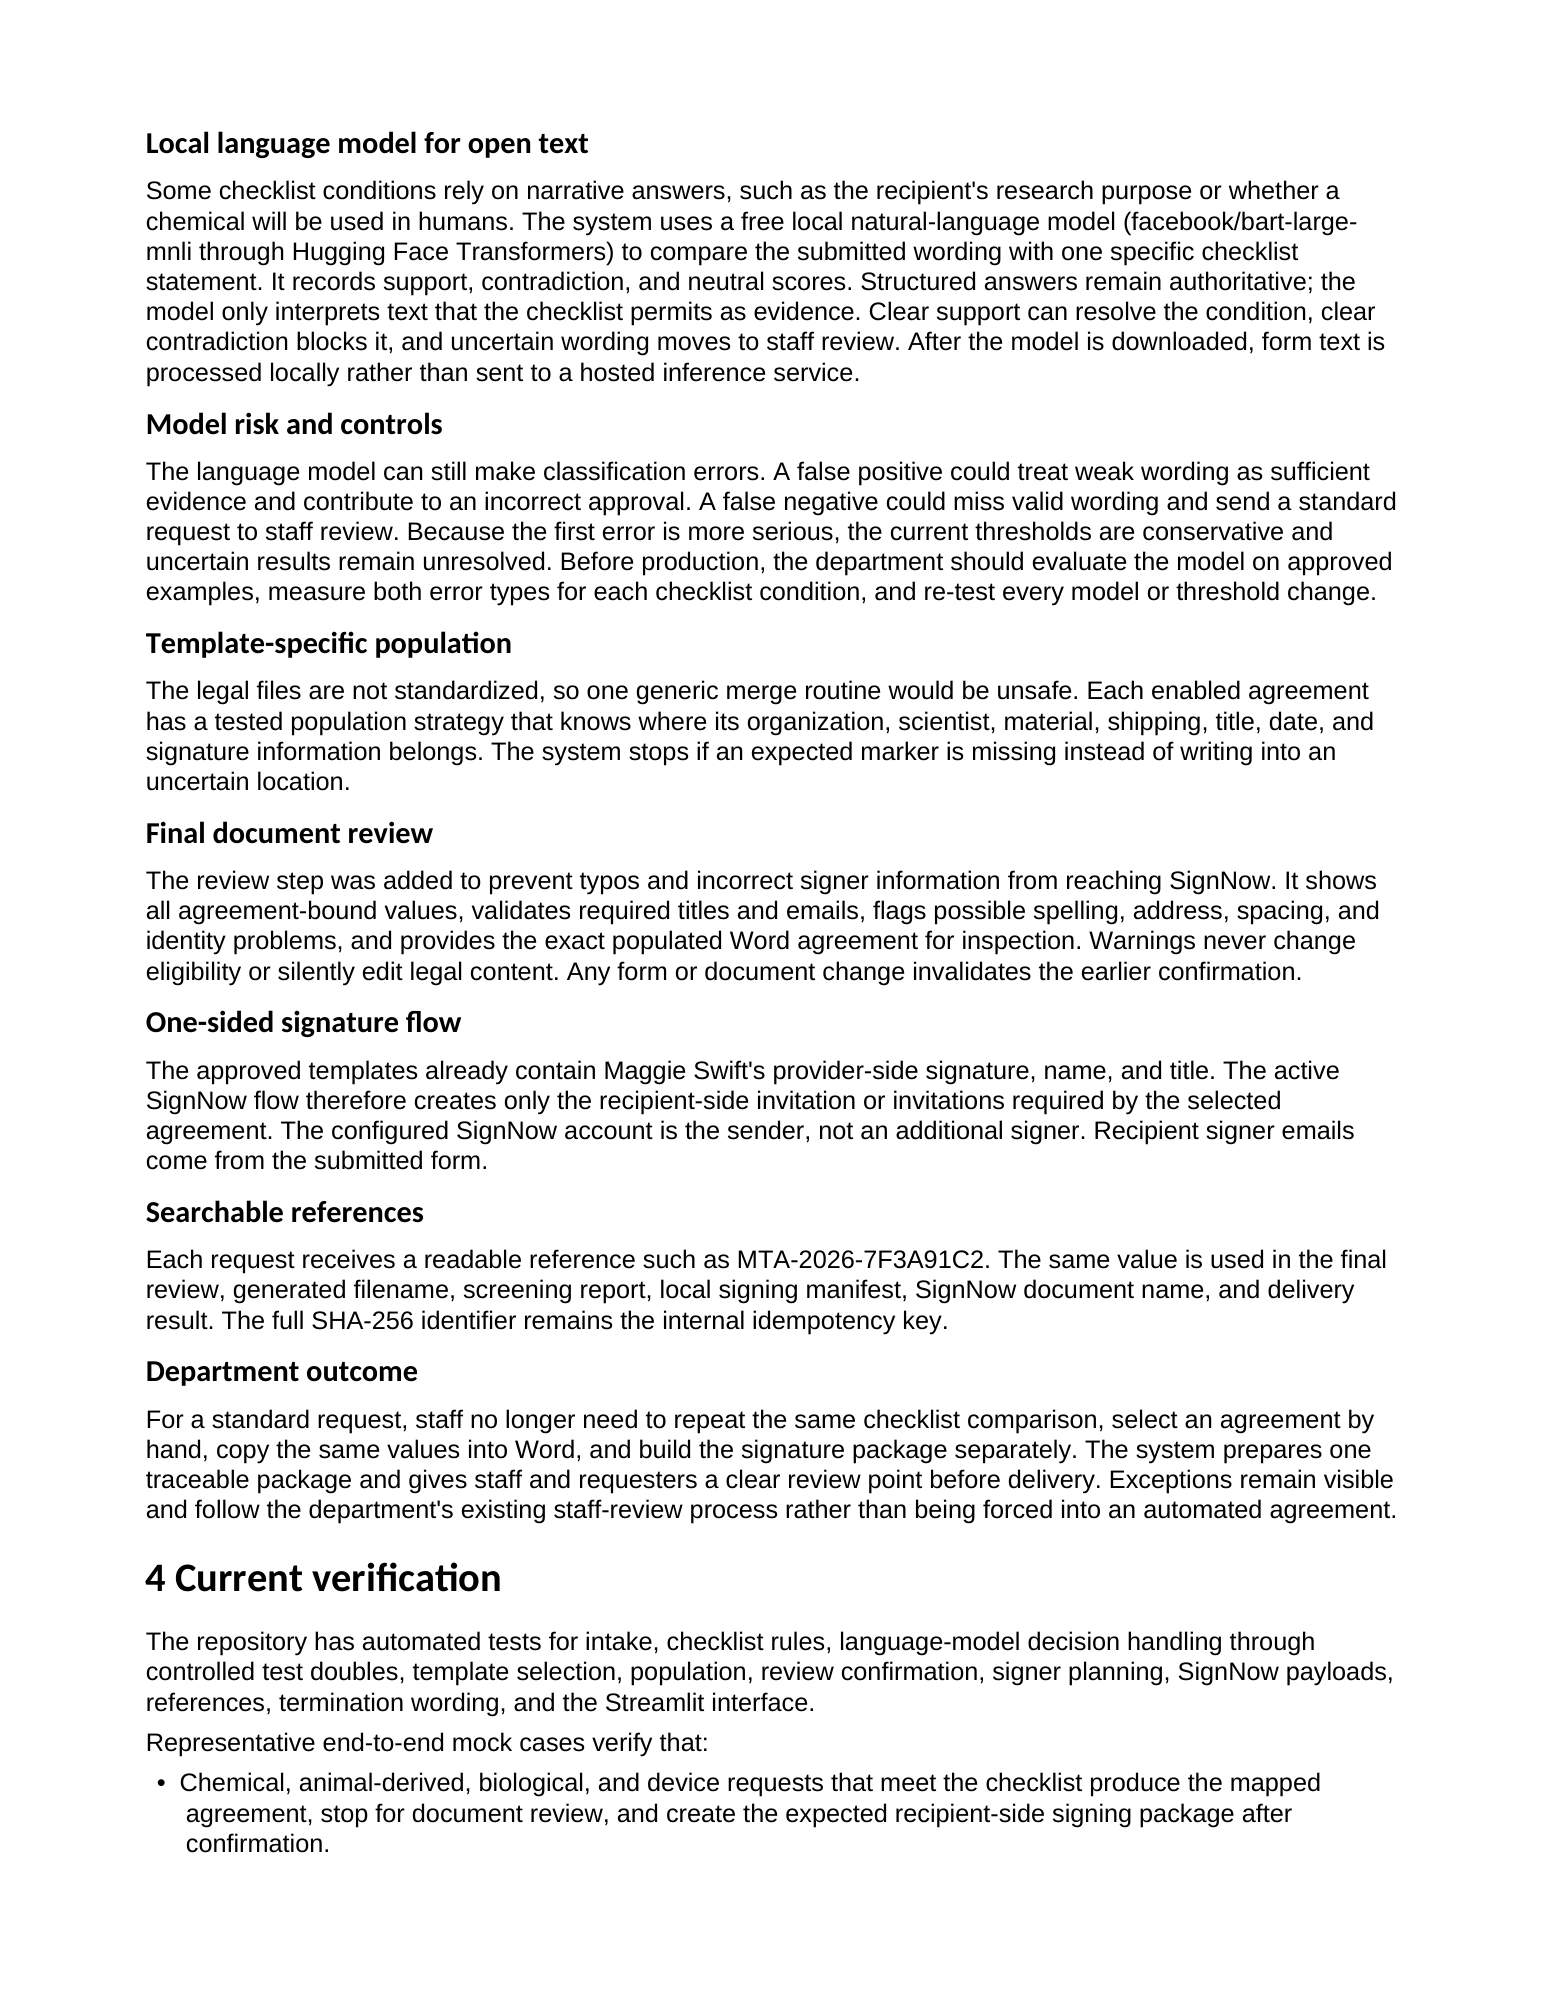 Local language model for open text
Some checklist conditions rely on narrative answers, such as the recipient's research purpose or whether a
chemical will be used in humans. The system uses a free local natural-language model (facebook/bart-large-
mnli through Hugging Face Transformers) to compare the submitted wording with one specific checklist
statement. It records support, contradiction, and neutral scores. Structured answers remain authoritative; the
model only interprets text that the checklist permits as evidence. Clear support can resolve the condition, clear
contradiction blocks it, and uncertain wording moves to staff review. After the model is downloaded, form text is
processed locally rather than sent to a hosted inference service.
Model risk and controls
The language model can still make classification errors. A false positive could treat weak wording as sufficient
evidence and contribute to an incorrect approval. A false negative could miss valid wording and send a standard
request to staff review. Because the first error is more serious, the current thresholds are conservative and
uncertain results remain unresolved. Before production, the department should evaluate the model on approved
examples, measure both error types for each checklist condition, and re-test every model or threshold change.
Template-specific population
The legal files are not standardized, so one generic merge routine would be unsafe. Each enabled agreement
has a tested population strategy that knows where its organization, scientist, material, shipping, title, date, and
signature information belongs. The system stops if an expected marker is missing instead of writing into an
uncertain location.
Final document review
The review step was added to prevent typos and incorrect signer information from reaching SignNow. It shows
all agreement-bound values, validates required titles and emails, flags possible spelling, address, spacing, and
identity problems, and provides the exact populated Word agreement for inspection. Warnings never change
eligibility or silently edit legal content. Any form or document change invalidates the earlier confirmation.
One-sided signature flow
The approved templates already contain Maggie Swift's provider-side signature, name, and title. The active
SignNow flow therefore creates only the recipient-side invitation or invitations required by the selected
agreement. The configured SignNow account is the sender, not an additional signer. Recipient signer emails
come from the submitted form.
Searchable references
Each request receives a readable reference such as MTA-2026-7F3A91C2. The same value is used in the final
review, generated filename, screening report, local signing manifest, SignNow document name, and delivery
result. The full SHA-256 identifier remains the internal idempotency key.
Department outcome
For a standard request, staff no longer need to repeat the same checklist comparison, select an agreement by
hand, copy the same values into Word, and build the signature package separately. The system prepares one
traceable package and gives staff and requesters a clear review point before delivery. Exceptions remain visible
and follow the department's existing staff-review process rather than being forced into an automated agreement.
4 Current verification
The repository has automated tests for intake, checklist rules, language-model decision handling through
controlled test doubles, template selection, population, review confirmation, signer planning, SignNow payloads,
references, termination wording, and the Streamlit interface.
Representative end-to-end mock cases verify that:
• Chemical, animal-derived, biological, and device requests that meet the checklist produce the mapped
agreement, stop for document review, and create the expected recipient-side signing package after
confirmation.